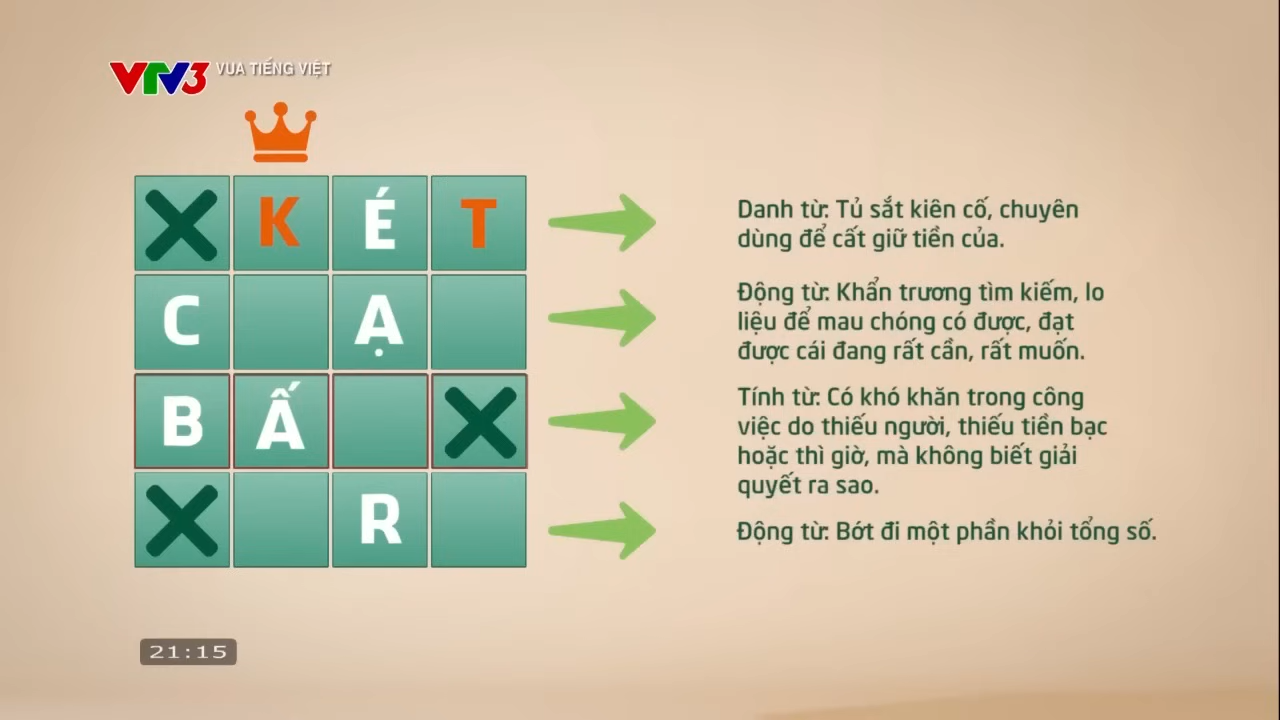 VTV3 VUA TIẾNG VIỆT
K É T
Danh từ: Tủ sắt kiên cố, chuyên
dùng để cất giữ tiền của.
C Ạ
Động từ: Khẩn trương tìm kiếm, lo
liệu để mau chóng có được, đạt
được cái đang rất cần, rất muốn.
B Ấ
Tính từ: Có khó khăn trong công
việc do thiếu người, thiếu tiền bạc
hoặc thì giờ, mà không biết giải
quyết ra sao.
R
Động từ: Bớt đi một phần khỏi tổng số.
21:15